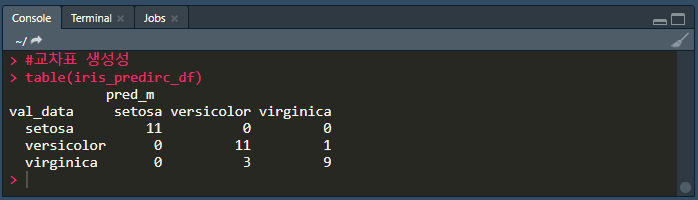 Console Terminal × Jobs ×
~/
> #교차표 생성성
> table(iris_predirc_df)
            pred_m
val_data     setosa versicolor virginica
  setosa         11          0         0
  versicolor      0         11         1
  virginica       0          3         9
>